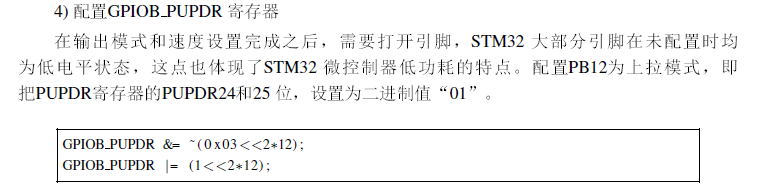 4) 配置GPIOB_PUPDR 寄存器
在输出模式和速度设置完成之后，需要打开引脚，STM32 大部分引脚在未配置时均
为低电平状态，这点也体现了STM32 微控制器低功耗的特点。配置PB12为上拉模式，即
把PUPDR寄存器的PUPDR24和25 位，设置为二进制值“01”。
GPIOB_PUPDR &= ~(0x03<<2*12);
GPIOB_PUPDR |= (1<<2*12);